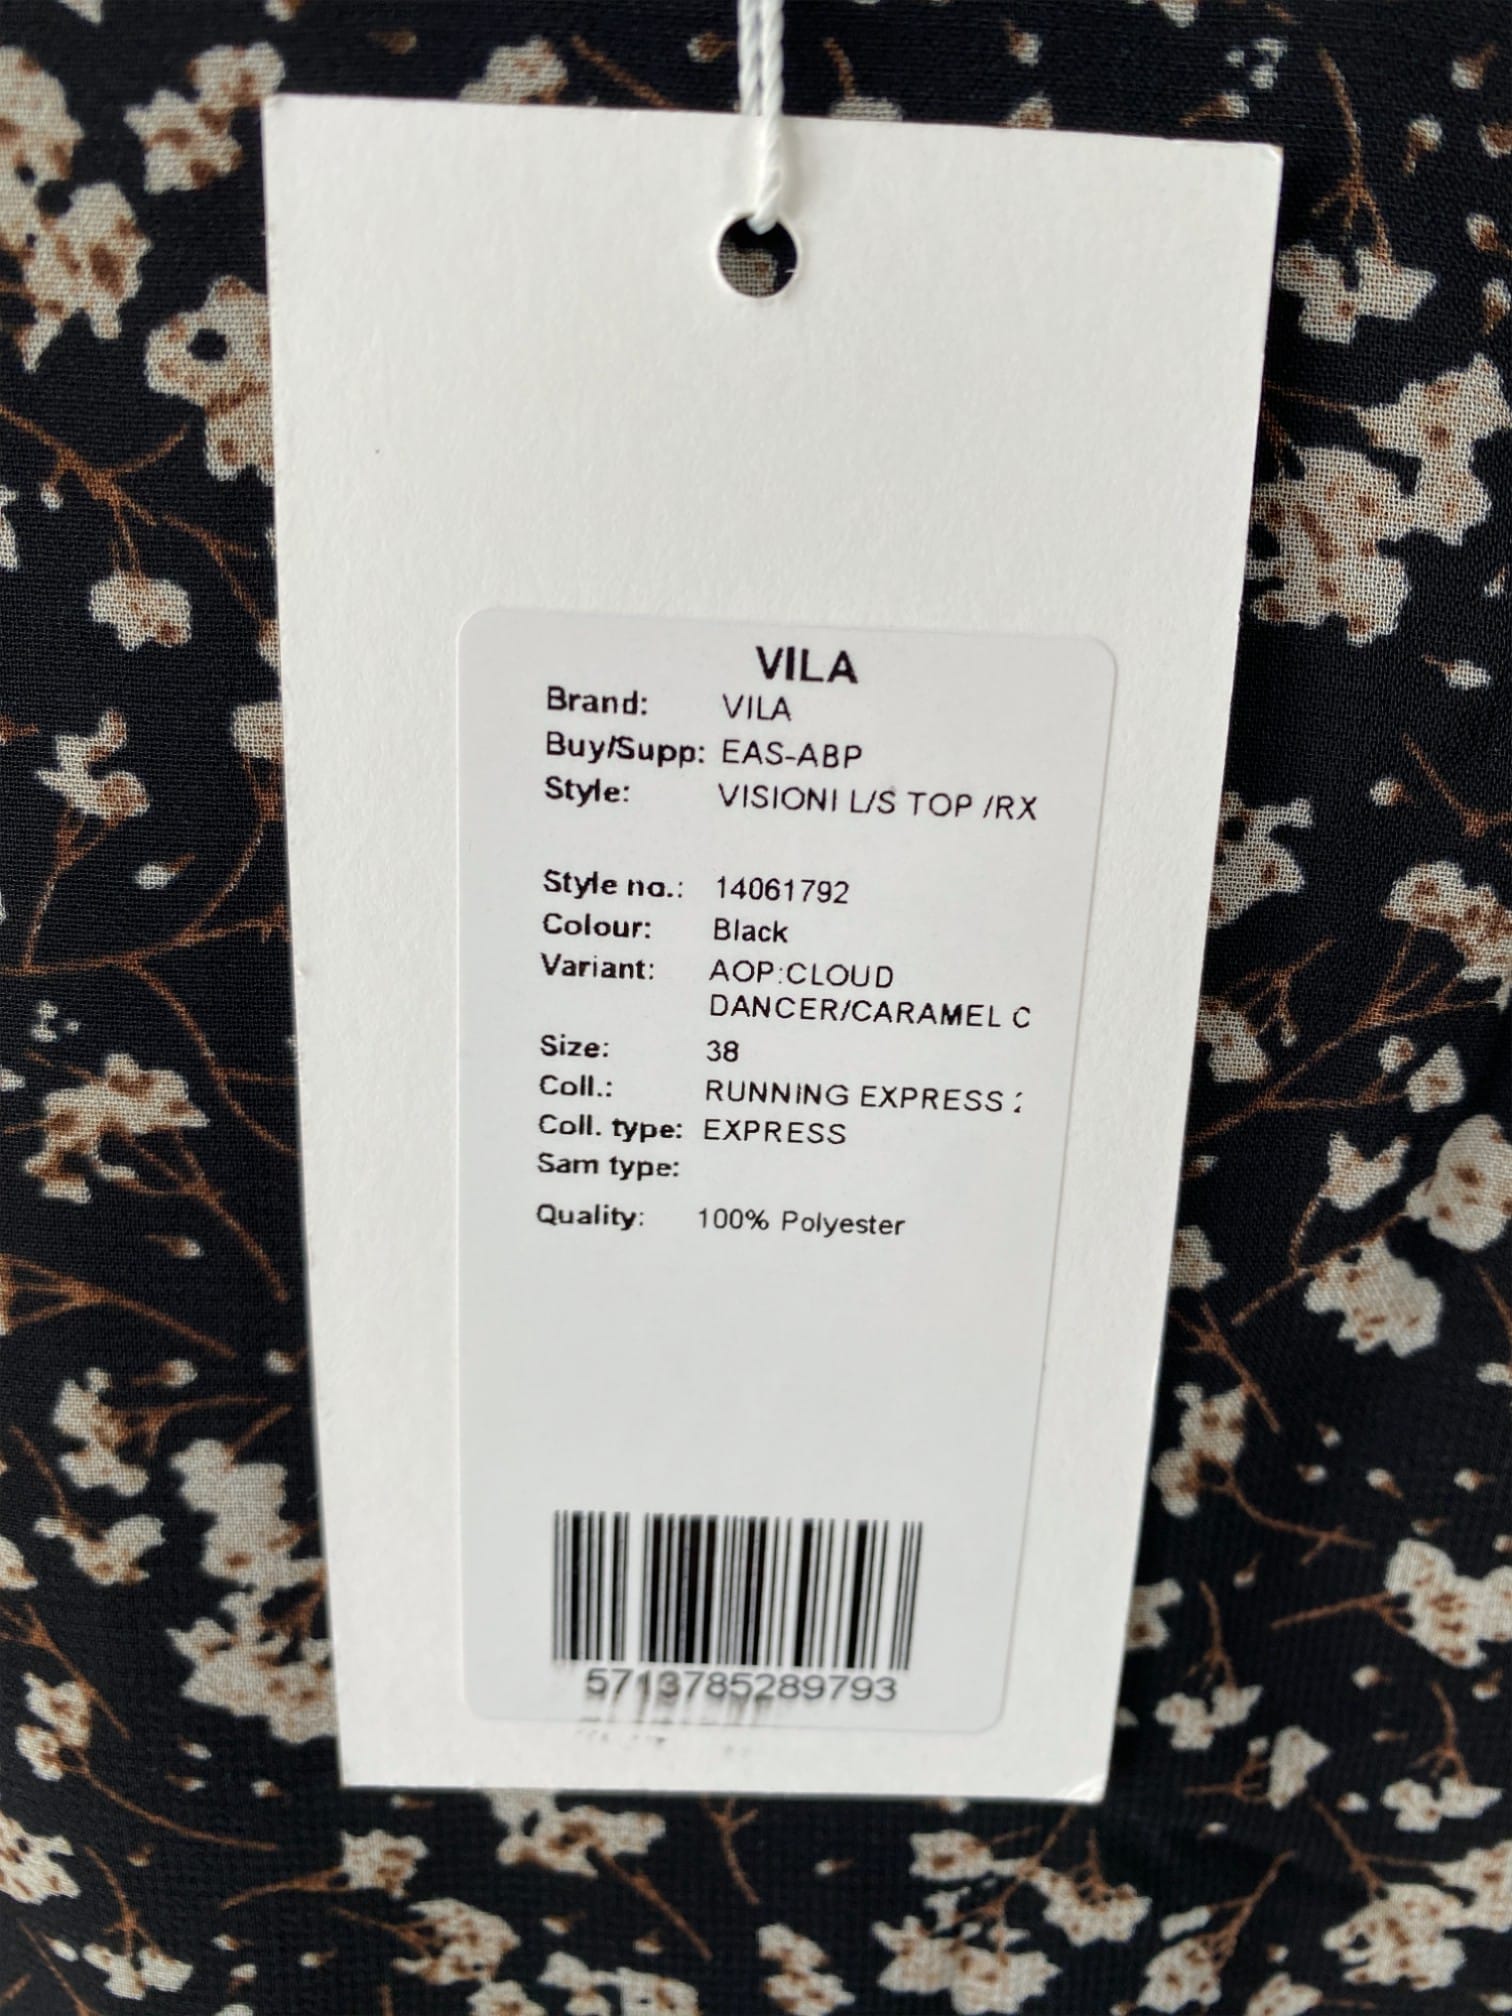 VILA
Brand: VILA
Buy/Supp: EAS-ABP
Style: VISIONI L/S TOP /RX
Style no.: 14061792
Colour: Black
Variant: AOP:CLOUD
DANCER/CARAMEL C
Size: 38
Coll.: RUNNING EXPRESS
Coll. type: EXPRESS
Sam type:
Quality: 100% Polyester
5713785289793